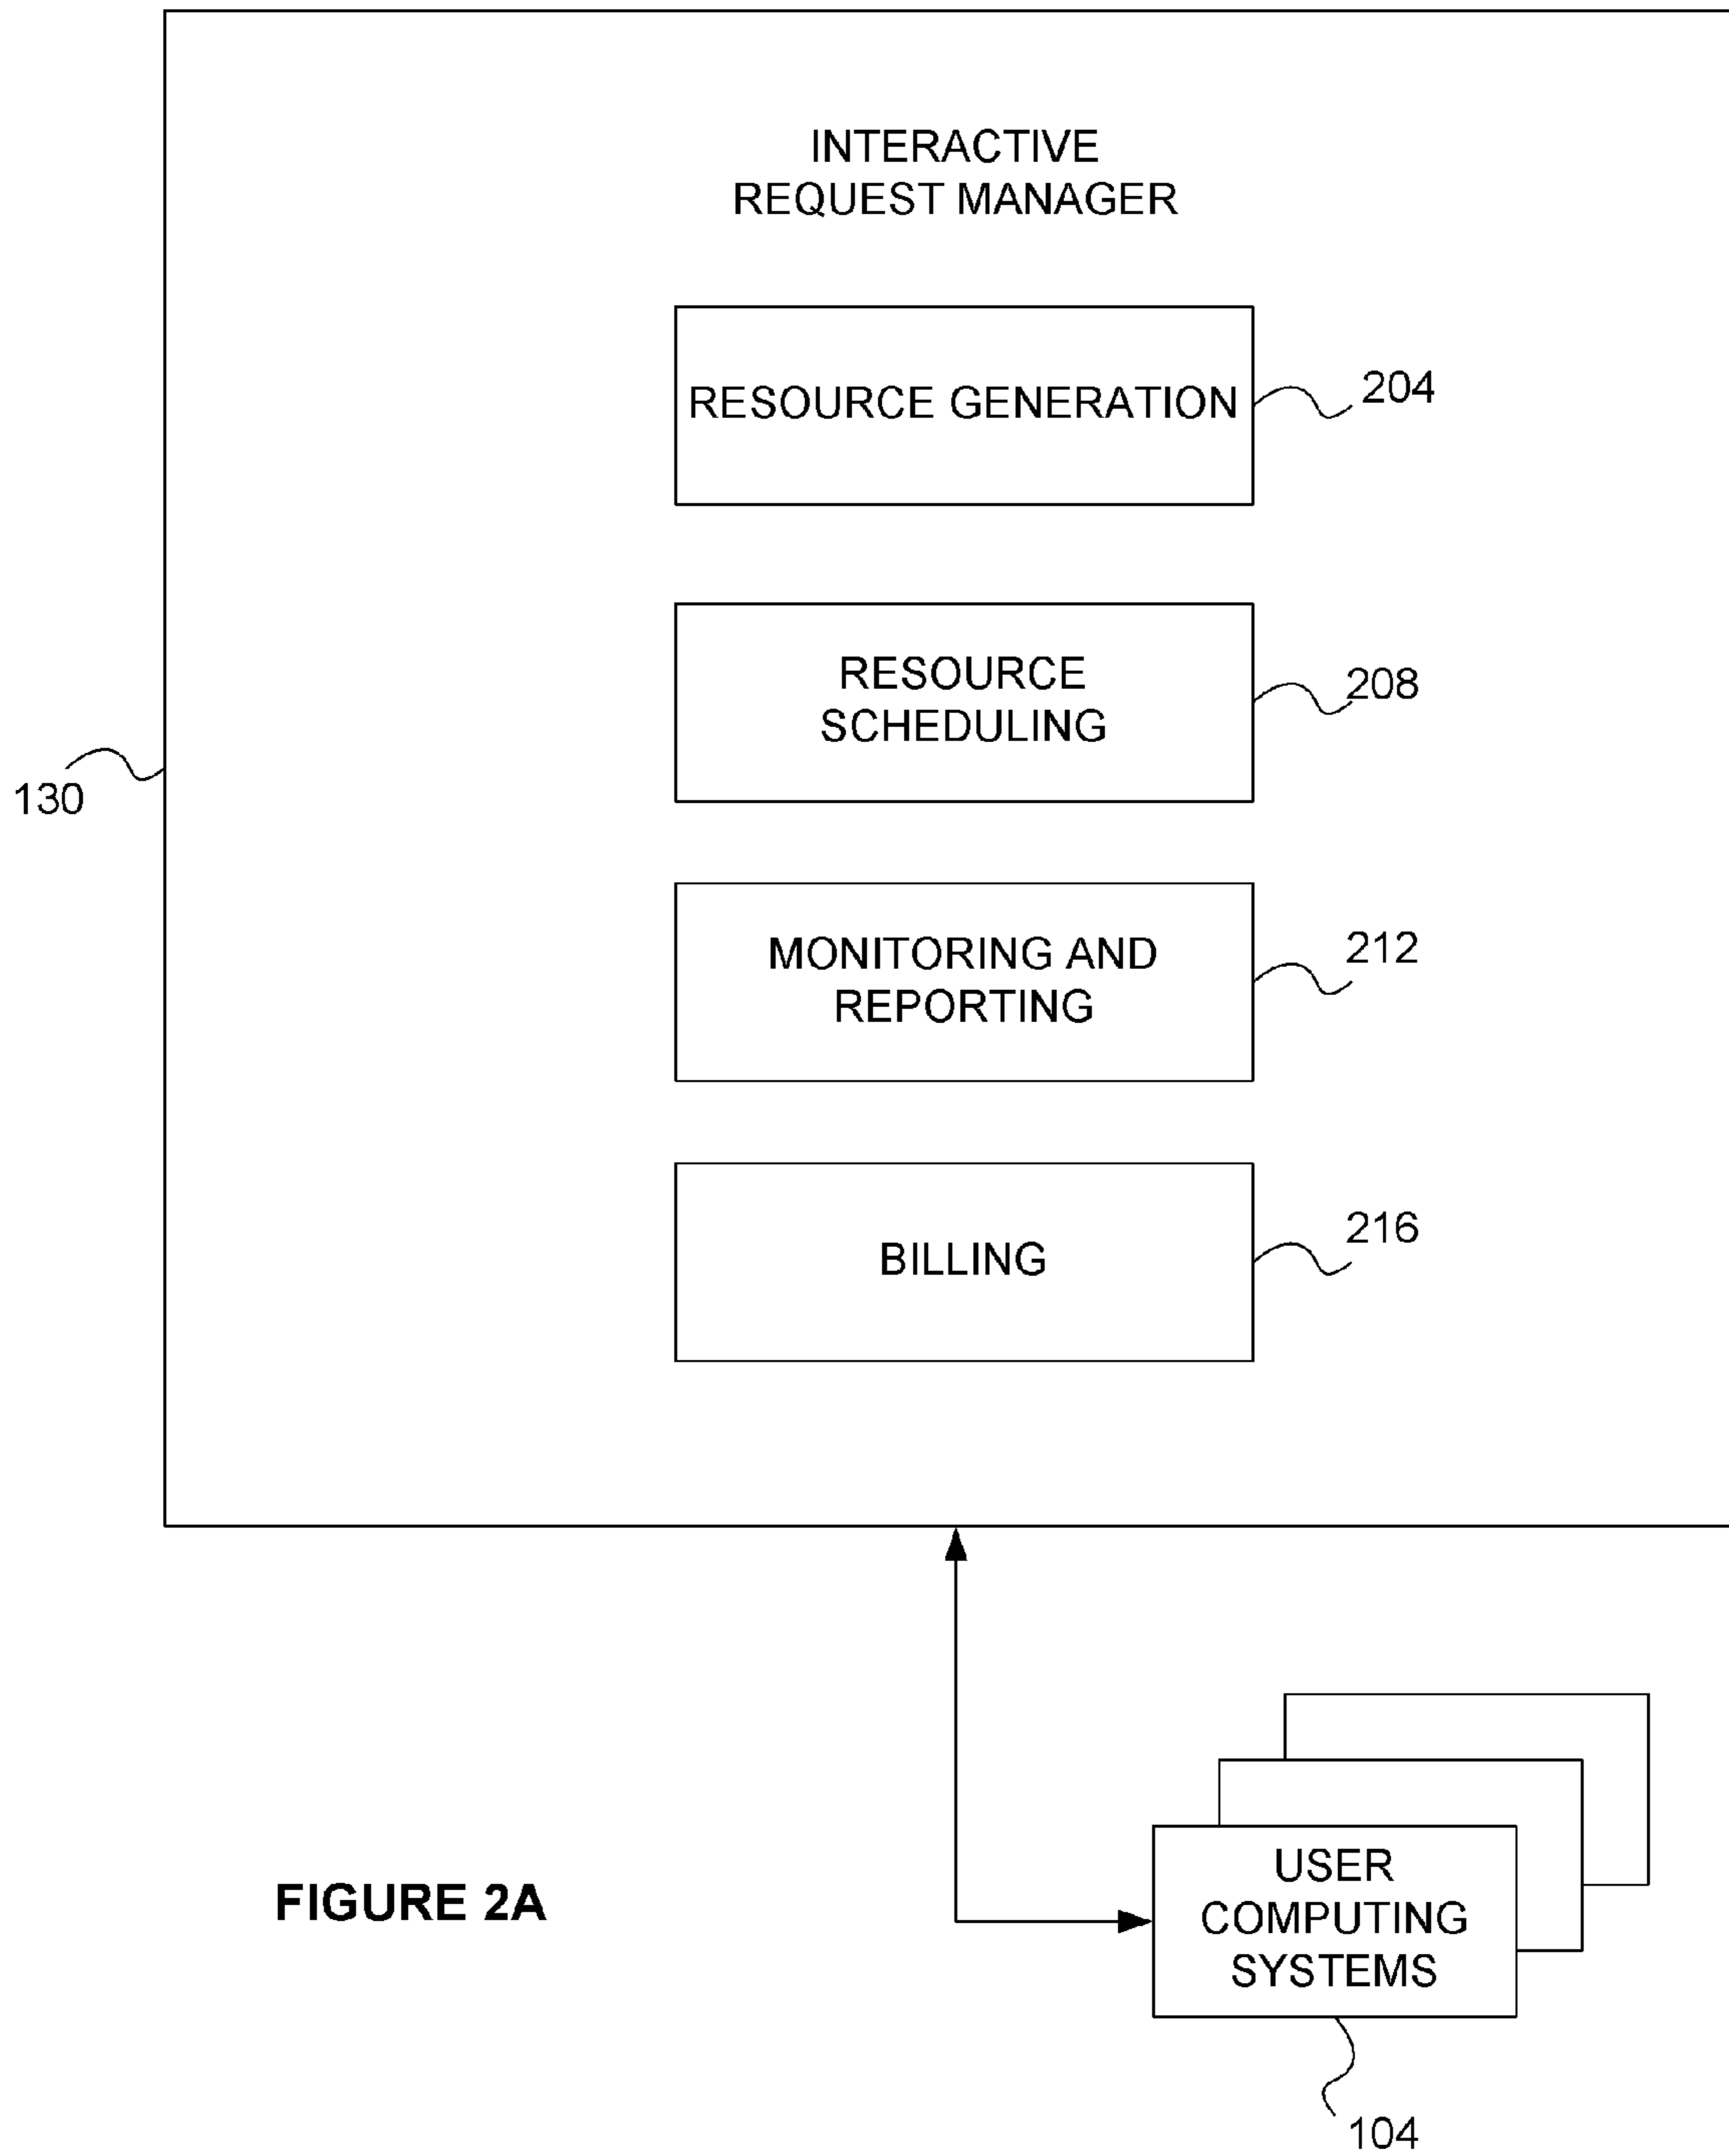 INTERACTIVE
REQUEST MANAGER
RESOURCE GENERATION
204
RESOURCE
SCHEDULING
208
130
MONITORING AND
REPORTING
212
BILLING
216
USER
COMPUTING
SYSTEMS
FIGURE 2A
104